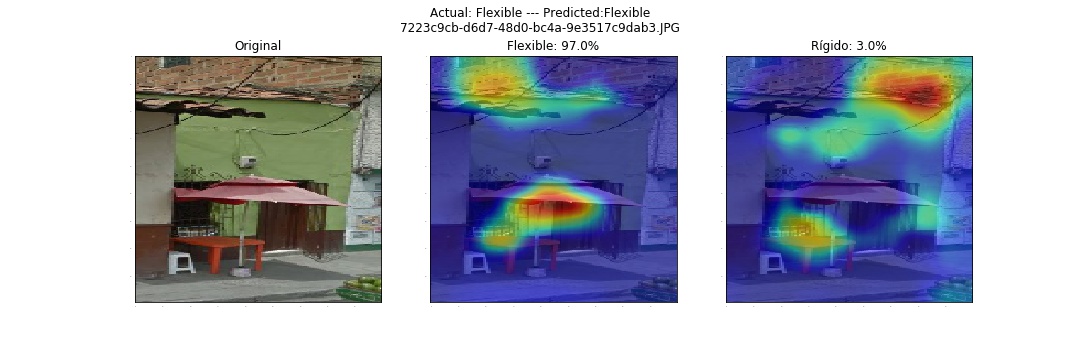 Actual: Flexible --- Predicted:Flexible
7223c9cb-d6d7-48d0-bc4a-9e3517c9dab3.JPG
Original
Flexible: 97.0%
Rígido: 3.0%